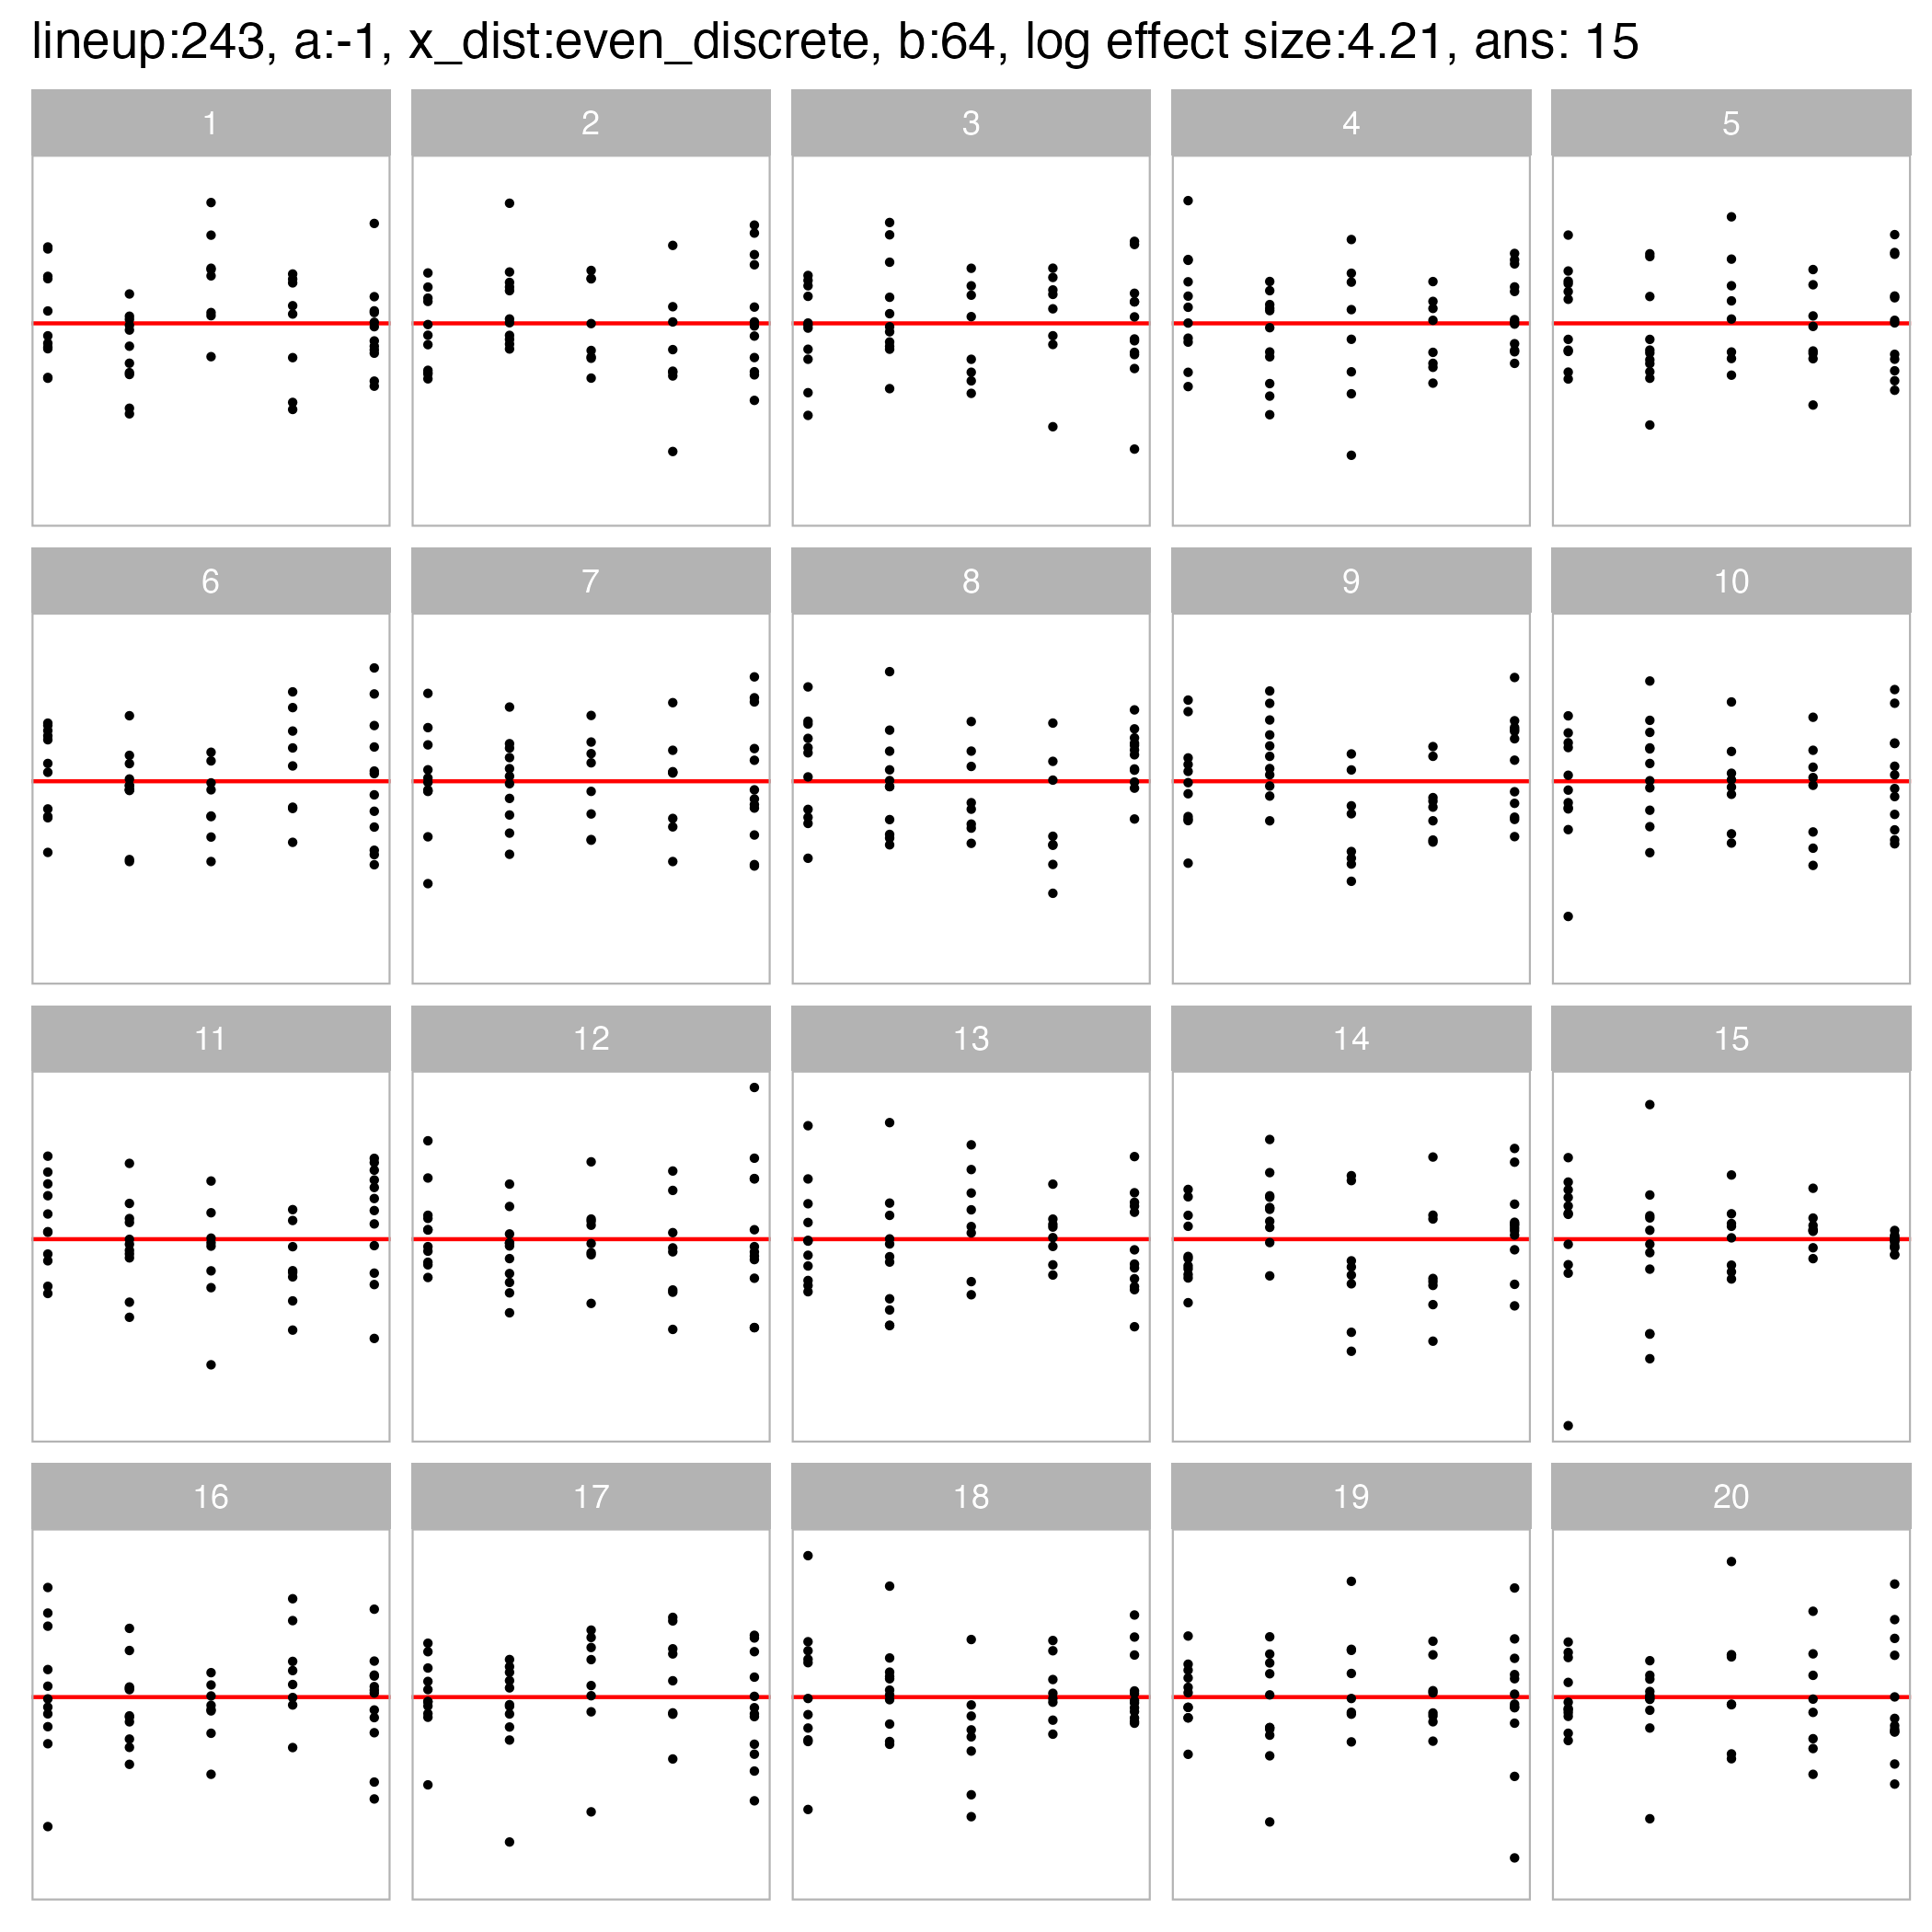 lineup:243, a:-1, x_dist:even_discrete, b:64, log effect size:4.21, ans: 15
1 2 3 4 5
6 7 8 9 10
11 12 13 14 15
16 17 18 19 20